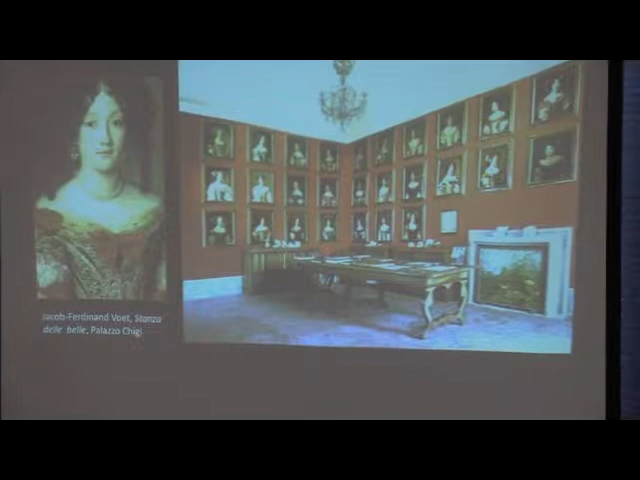 Jacob-Ferdinand Voet, Stanza
delle belle, Palazzo Chigi